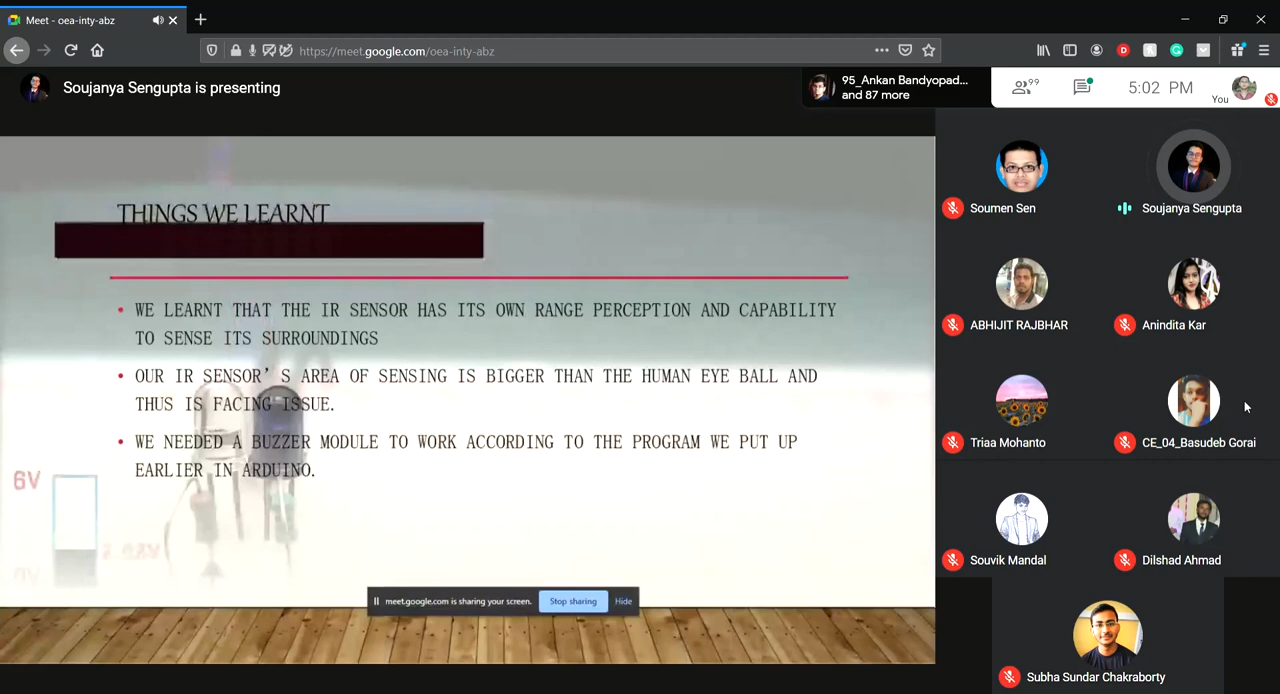 Meet - oea-inty-abz
https://meet.google.com/oea-inty-abz
Soujanya Sengupta is presenting
95_Ankan Bandyopad...
and 87 more
99
5:02 PM
You
THINGS WE LEARNT
• WE LEARNT THAT THE IR SENSOR HAS ITS OWN RANGE PERCEPTION AND CAPABILITY
TO SENSE ITS SURROUNDINGS
• OUR IR SENSOR'S AREA OF SENSING IS BIGGER THAN THE HUMAN EYE BALL AND
THUS IS FACING ISSUE.
• WE NEEDED A BUZZER MODULE TO WORK ACCORDING TO THE PROGRAM WE PUT UP
EARLIER IN ARDUINO.
6V
0V
meet.google.com is sharing your screen.
Stop sharing
Hide
Soumen Sen
Soujanya Sengupta
ABHIJIT RAJBHAR
Anindita Kar
Triaa Mohanto
CE_04_Basudeb Gorai
Souvik Mandal
Dilshad Ahmad
Subha Sundar Chakraborty